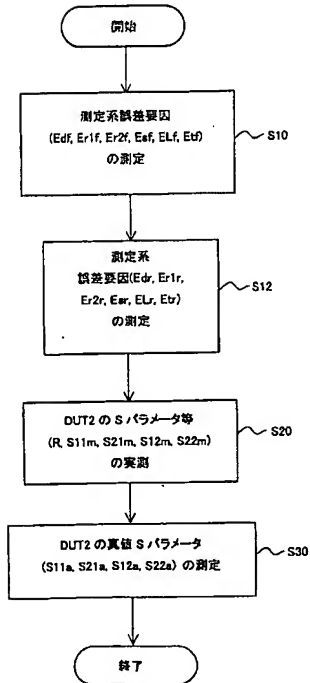 開始
測定系誤差要因
(Edf, Er1f, Er2f, Esf, ELf, Etf)
の測定
S10
測定系
誤差要因(Edr, Er1r,
Er2r, Esr, ELr, Etr)
の測定
S12
DUT2 の S パラメータ等
(R, S11m, S21m, S12m, S22m)
の実測
S20
DUT2 の真値 S パラメータ
(S11a, S21a, S12a, S22a) の測定
S30
終了